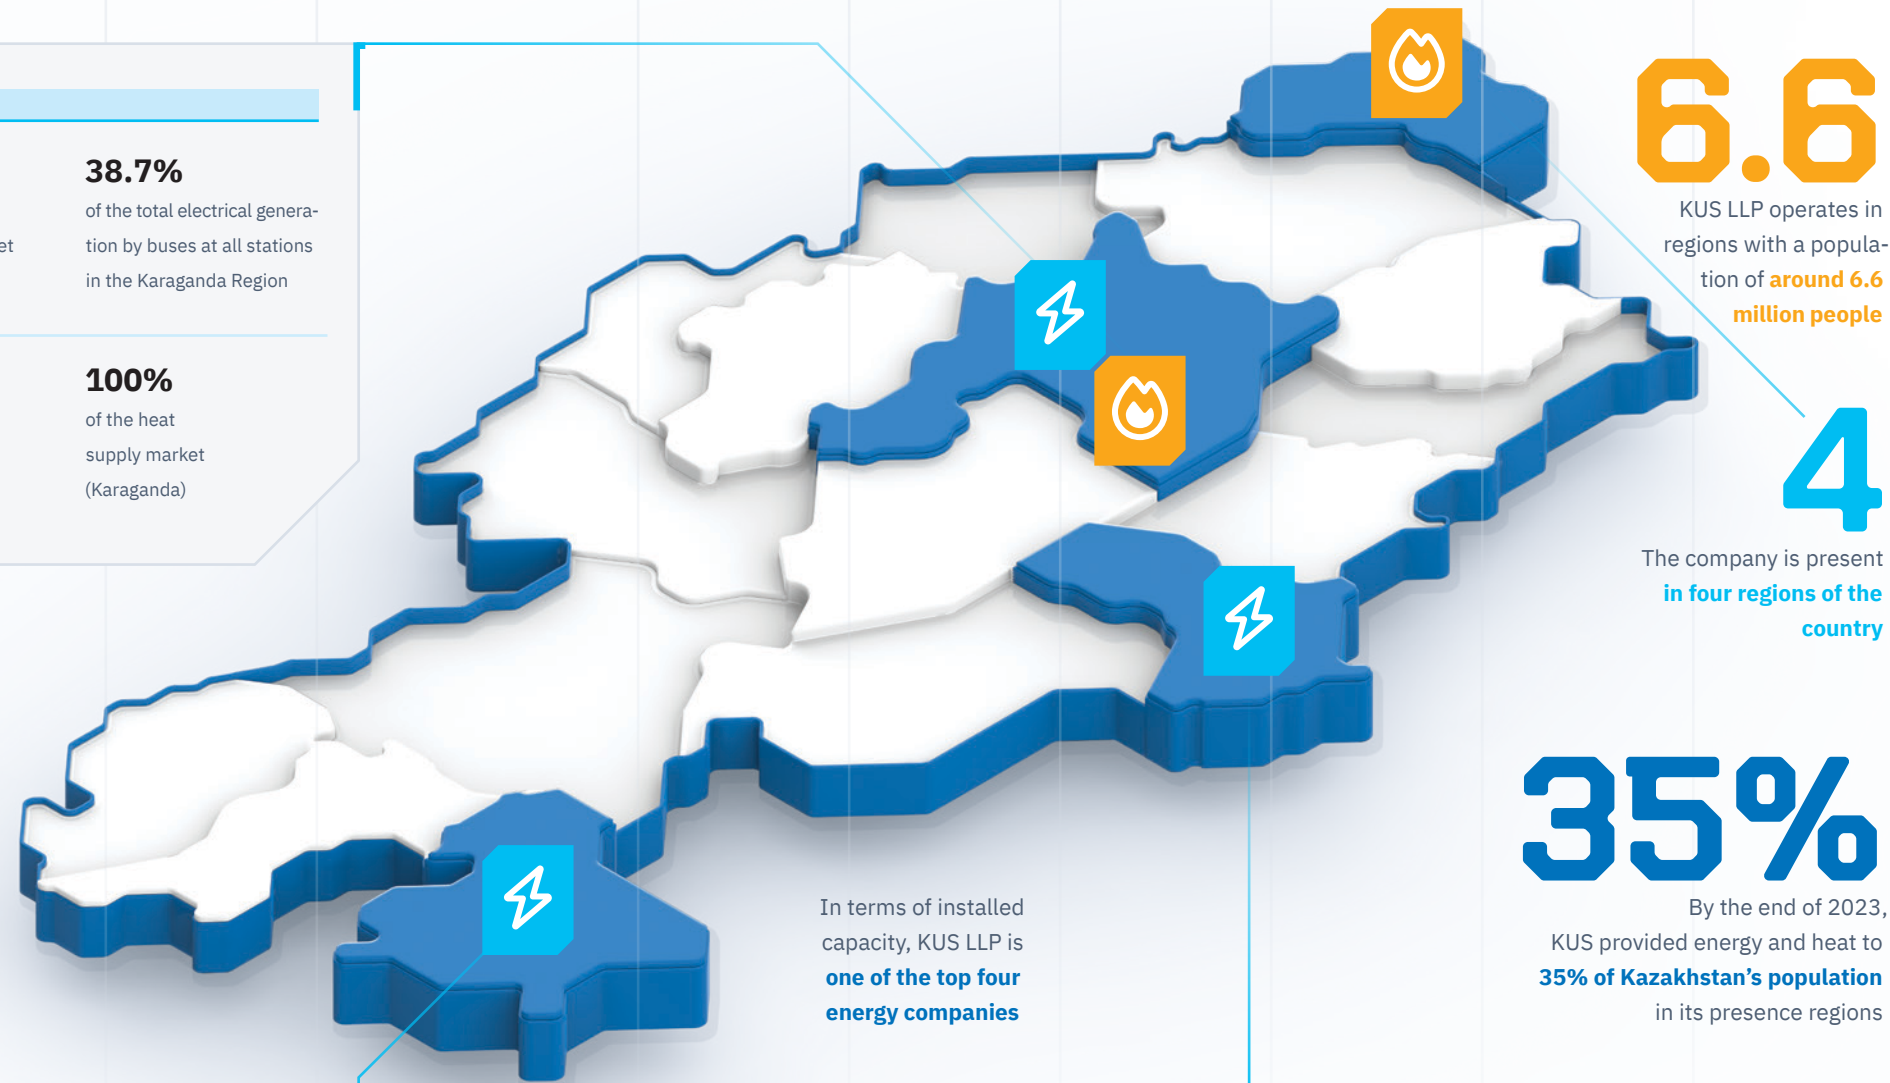 et
38.7%
of the total electrical genera-
tion by buses at all stations
in the Karaganda Region
100%
of the heat
supply market
(Karaganda)
6.6
KUS LLP operates in
regions with a popula-
tion of around 6.6
million people
4
The company is present
in four regions of the
country
35%
By the end of 2023,
KUS provided energy and heat to
35% of Kazakhstan’s population
in its presence regions
In terms of installed
capacity, KUS LLP is
one of the top four
energy companies